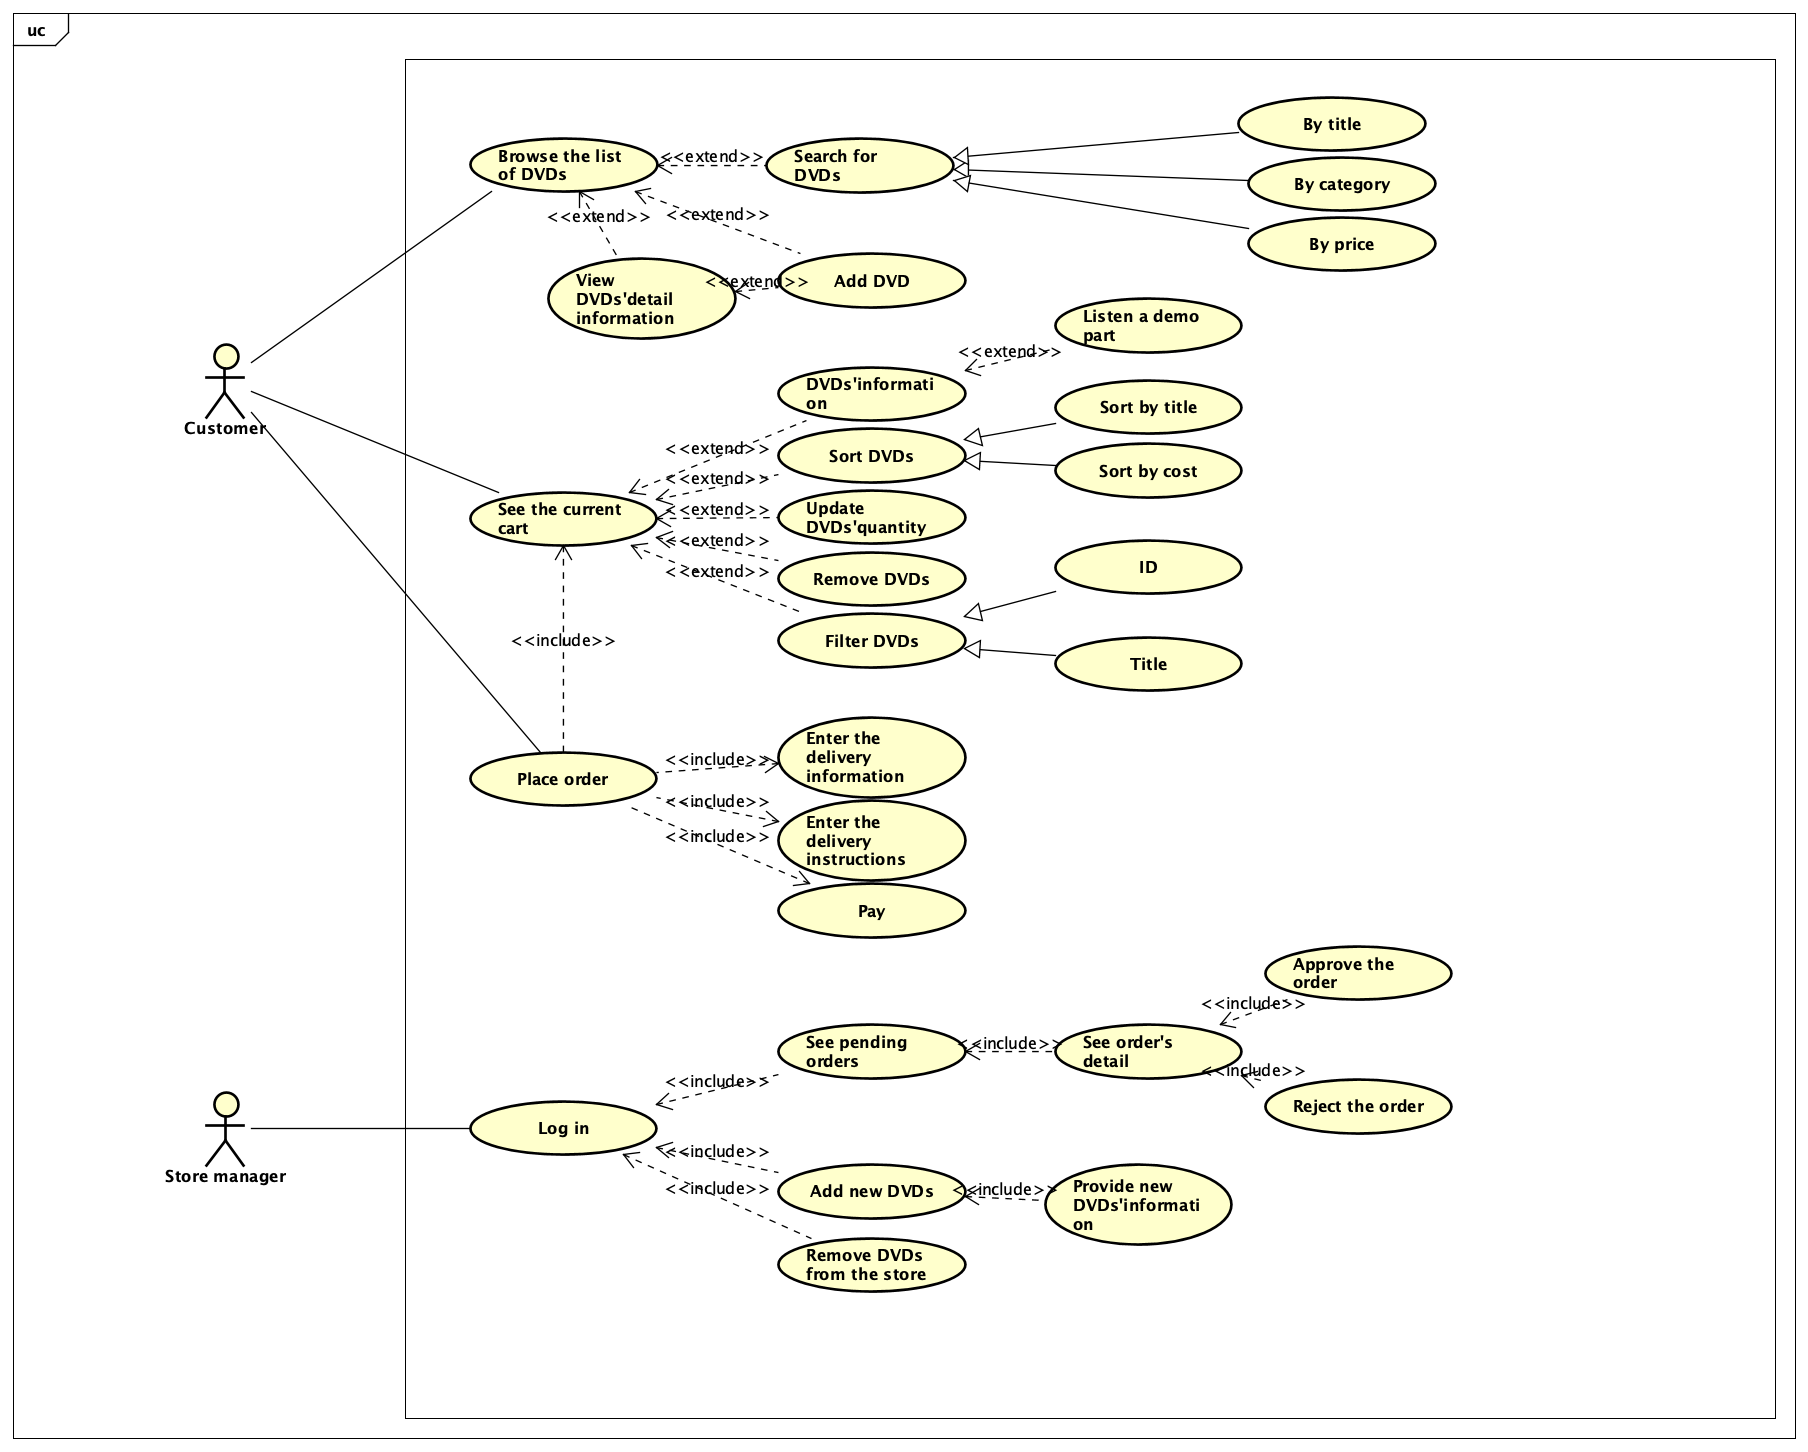 uc
By title
Browse the list
of DVDs
<<extend>>
Search for
DVDs
By category
<<extend>>
<<extend>>
By price
View
DVDs'detail
information
<<extend>>
Add DVD
Listen a demo
part
<<extend>>
DVDs'informati
on
Customer
Sort by title
<<extend>>
Sort DVDs
Sort by cost
<<extend>>
See the current
cart
<<extend>>
Update
DVDs'quantity
<<extend>>
Remove DVDs
ID
<<extend>>
Filter DVDs
<<include>>
Title
Place order
<<include>>
Enter the
delivery
information
<<include>>
Enter the
delivery
instructions
<<include>>
Pay
Approve the
order
<<include>>
See pending
orders
<<include>>
See order's
detail
<<include>>
Reject the order
<<include>>
Log in
Store manager
<<include>>
Add new DVDs
<<include>>
Provide new
DVDs'informati
on
<<include>>
Remove DVDs
from the store